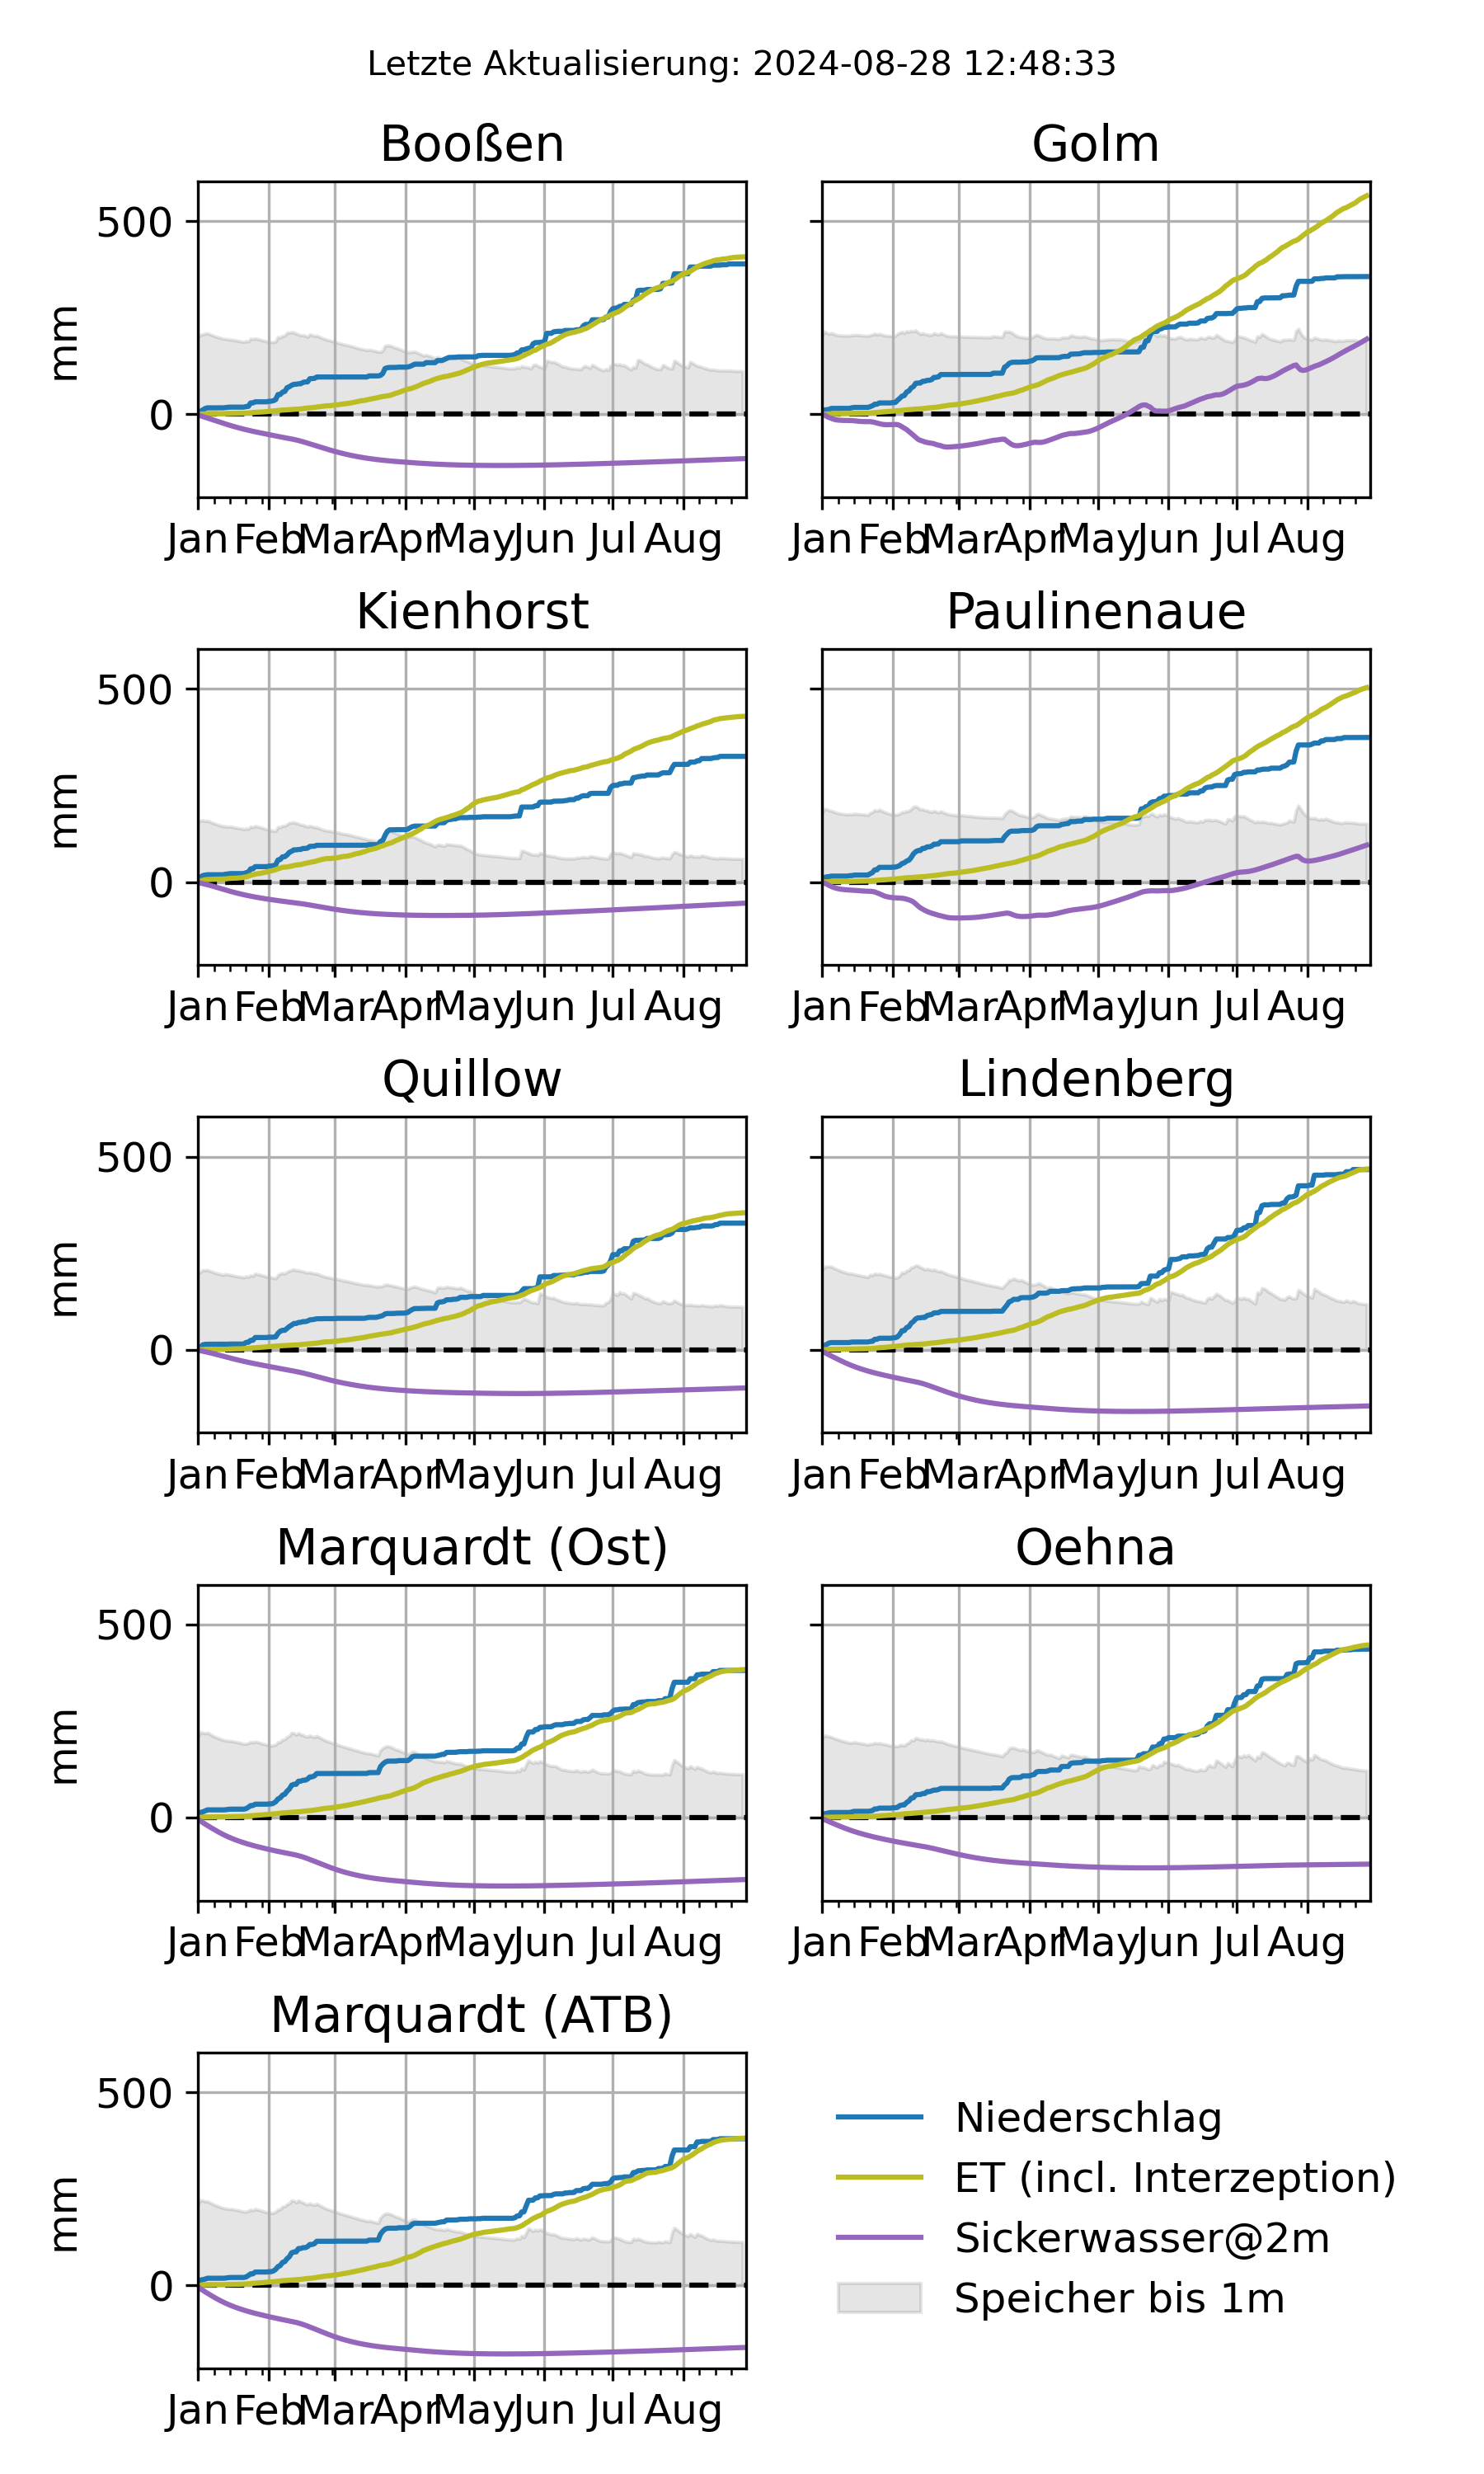 Letzte Aktualisierung: 2024-08-28 12:48:33
Booßen
Golm
500
0
mm
Jan Feb Mar Apr May Jun Jul Aug
Jan Feb Mar Apr May Jun Jul Aug
Kienhorst
Paulinenaue
500
0
mm
Jan Feb Mar Apr May Jun Jul Aug
Jan Feb Mar Apr May Jun Jul Aug
Quillow
Lindenberg
500
0
mm
Jan Feb Mar Apr May Jun Jul Aug
Jan Feb Mar Apr May Jun Jul Aug
Marquardt (Ost)
Oehna
500
0
mm
Jan Feb Mar Apr May Jun Jul Aug
Jan Feb Mar Apr May Jun Jul Aug
Marquardt (ATB)
500
0
mm
Jan Feb Mar Apr May Jun Jul Aug
Niederschlag
ET (incl. Interzeption)
Sickerwasser@2m
Speicher bis 1m